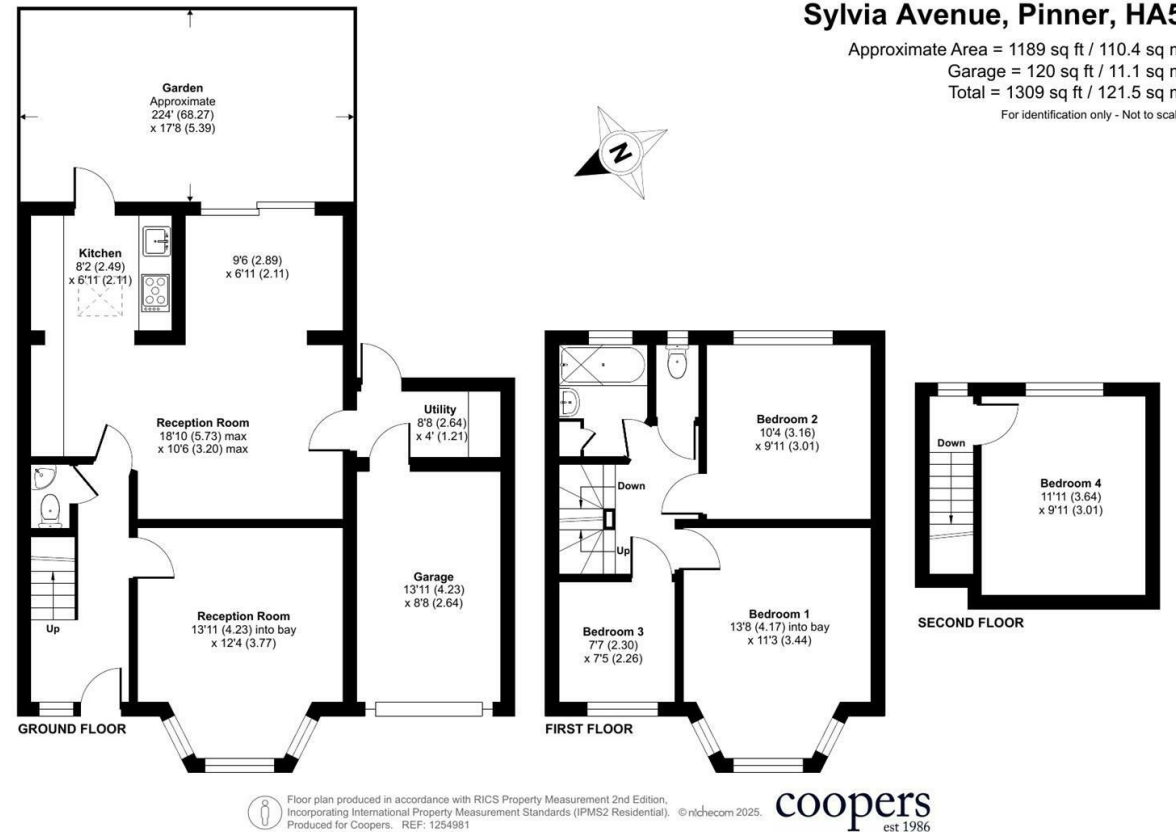 Sylvia Avenue, Pinner, HA5
Approximate Area = 1189 sq ft / 110.4 sq m
Garage = 120 sq ft / 11.1 sq m
Total = 1309 sq ft / 121.5 sq m
For identification only - Not to scal
Garden
Approximate
224' (68.27)
x 17'8 (5.39)
N
Kitchen
8'2 (2.49)
x 6'11 (2.11)
9'6 (2.89)
x 6'11 (2.11)
Reception Room
18'10 (5.73) max
x 10'6 (3.20) max
Utility
8'8 (2.64)
x 4' (1.21)
Garage
13'11 (4.23)
x 8'8 (2.64)
Reception Room
13'11 (4.23) into bay
x 12'4 (3.77)
Up
GROUND FLOOR
Bedroom 2
10'4 (3.16)
x 9'11 (3.01)
Down
Up
Bedroom 3
7'7 (2.30)
x 7'5 (2.26)
Bedroom 1
13'8 (4.17) into bay
x 11'3 (3.44)
FIRST FLOOR
Down
Bedroom 4
11'11 (3.64)
x 9'11 (3.01)
SECOND FLOOR
Floor plan produced in accordance with RICS Property Measurement 2nd Edition,
Incorporating International Property Measurement Standards (IPMS2 Residential). © nichecom 2025.
Produced for Coopers. REF: 1254981
coopers
est 1986